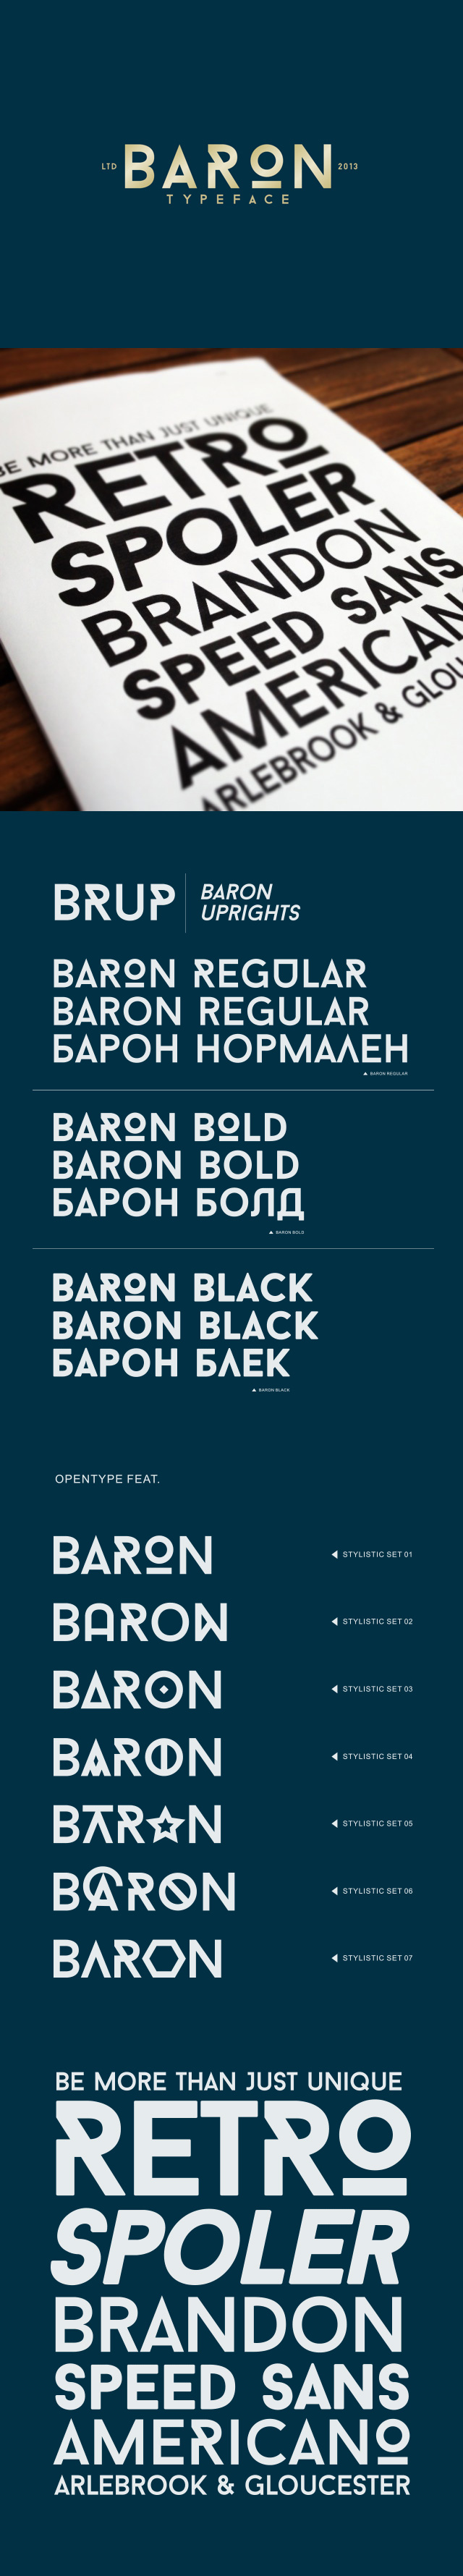 LTD BARON 2013
TYPEFACE
BE MORE THAN JUST UNIQUE
RETRO
SPOLER
BRANDON
SPEED SANS
AMERICAN
ARLEBROOK & GLOU
BRUP
BARON
UPRIGHTS
BARON REGULAR
BARON REGULAR
БАРОН НОРМАЛЕН
▲ BARON REGULAR
BARON BOLD
BARON BOLD
БАРОН БОЛД
▲ BARON BOLD
BARON BLACK
BARON BLACK
БАРОН БЛЕК
▲ BARON BLACK
OPENTYPE FEAT.
BARON ◀ STYLISTIC SET 01
BARON ◀ STYLISTIC SET 02
BARON ◀ STYLISTIC SET 03
BARON ◀ STYLISTIC SET 04
BAR☆N ◀ STYLISTIC SET 05
BARON ◀ STYLISTIC SET 06
BARON ◀ STYLISTIC SET 07
BE MORE THAN JUST UNIQUE
RETRO
SPOLER
BRANDON
SPEED SANS
AMERICANO
ARLEBROOK & GLOUCESTER